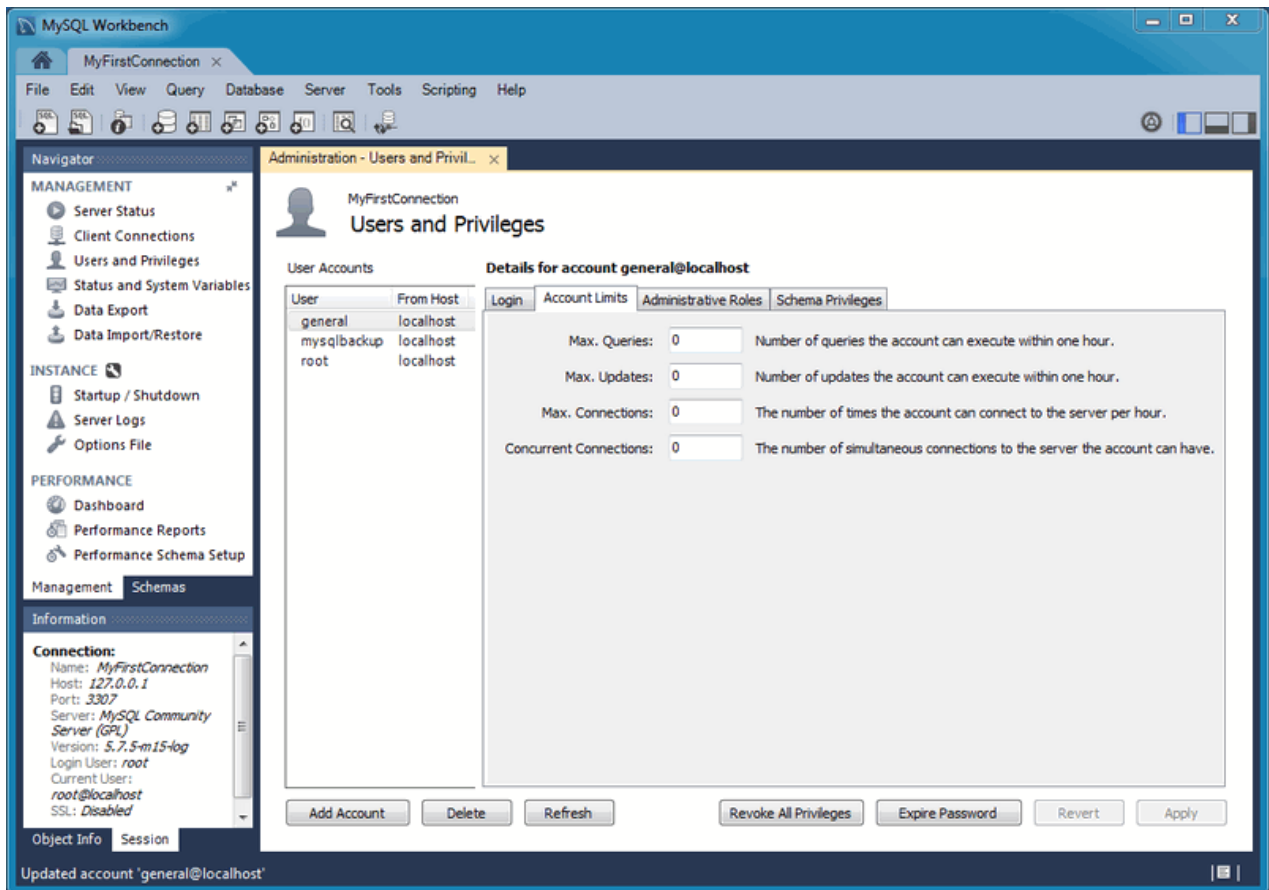 MySQL Workbench
MyFirstConnection
File Edit View Query Database Server Tools Scripting Help
Navigator
MANAGEMENT
Server Status
Client Connections
Users and Privileges
Status and System Variables
Data Export
Data Import/Restore
INSTANCE
Startup / Shutdown
Server Logs
Options File
PERFORMANCE
Dashboard
Performance Reports
Performance Schema Setup
Management Schemas
Information
Connection:
Name: MyFirstConnection
Host: 127.0.0.1
Port: 3307
Server: MySQL Community
Server (GPL)
Version: 5.7.5-m15-log
Login User: root
Current User:
root@localhost
SSL: Disabled
Object Info Session
Administration - Users and Privil...
MyFirstConnection
Users and Privileges
User Accounts
User From Host
general localhost
mysqlbackup localhost
root localhost
Details for account general@localhost
Login Account Limits Administrative Roles Schema Privileges
Max. Queries: 0 Number of queries the account can execute within one hour.
Max. Updates: 0 Number of updates the account can execute within one hour.
Max. Connections: 0 The number of times the account can connect to the server per hour.
Concurrent Connections: 0 The number of simultaneous connections to the server the account can have.
Add Account Delete Refresh Revoke All Privileges Expire Password Revert Apply
Updated account 'general@localhost'